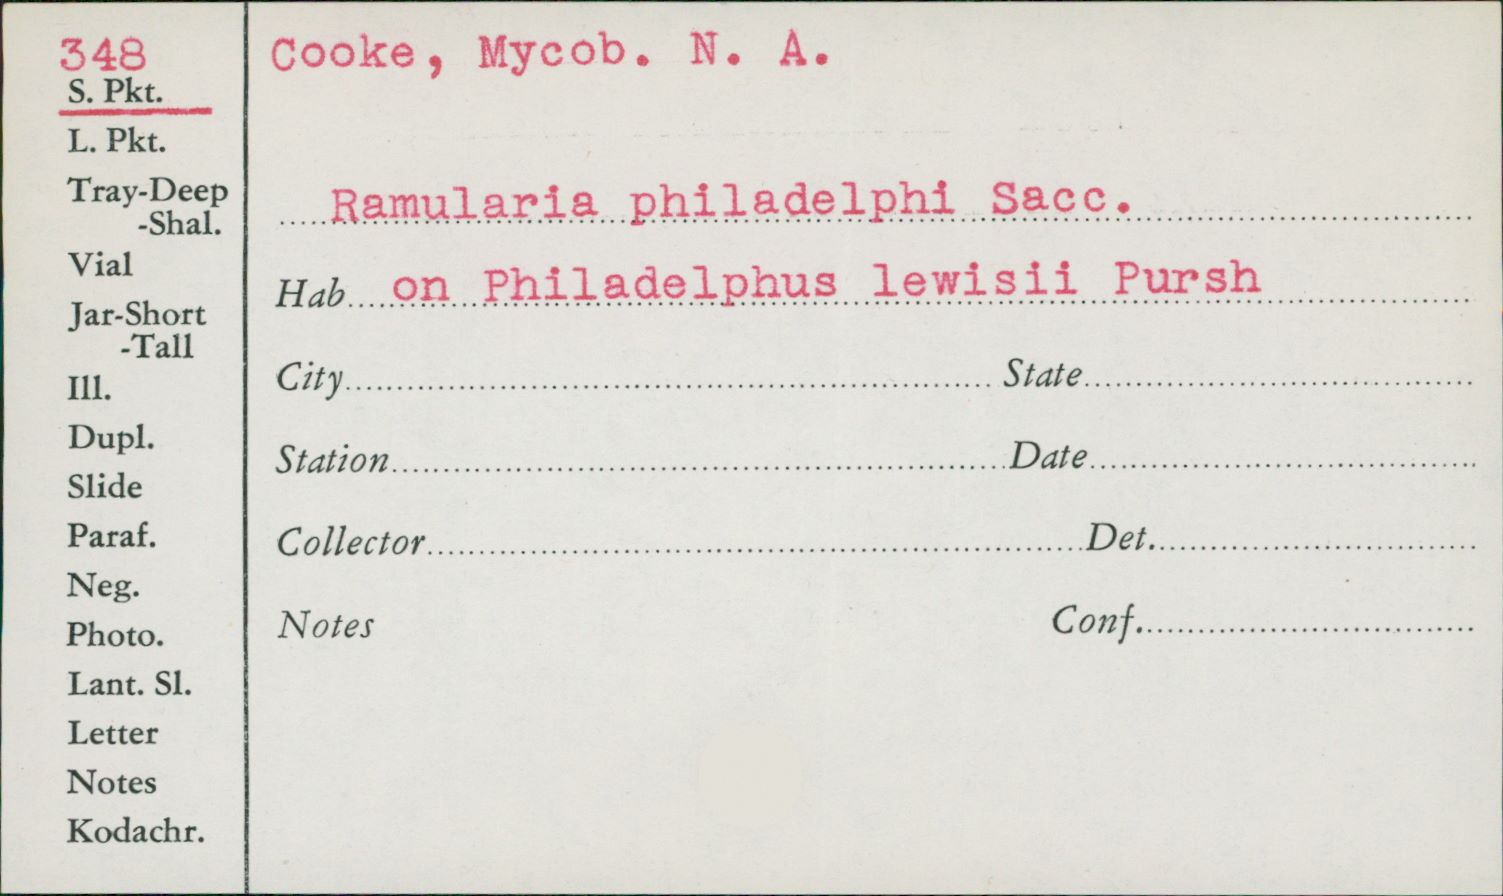 348
S. Pkt.
L. Pkt.
Tray-Deep
-Shal.
Vial
Jar-Short
-Tall
Ill.
Dupl.
Slide
Paraf.
Neg.
Photo.
Lant. Sl.
Letter
Notes
Kodachr.
Cooke, Mycob. N. A.
Ramularia philadelphi Sacc.
Hab. on Philadelphus lewisii Pursh
City State
Station Date
Collector Det.
Notes Conf.